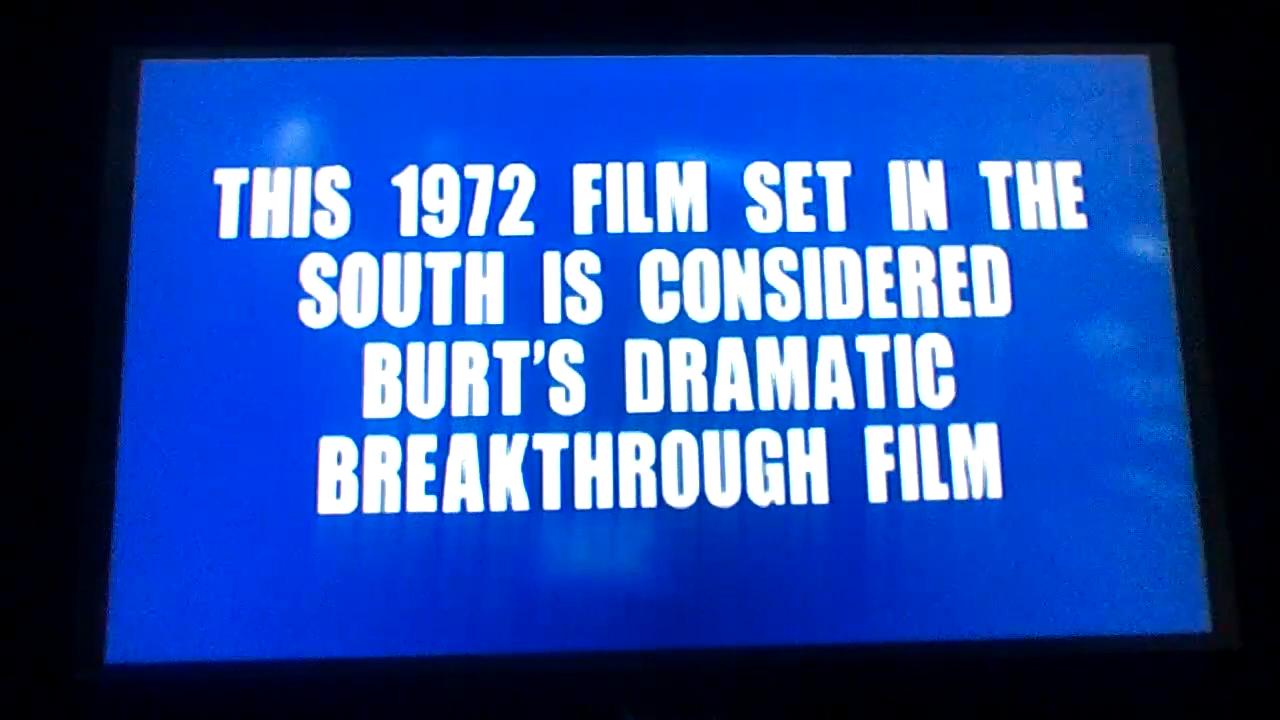 THIS 1972 FILM SET IN THE
SOUTH IS CONSIDERED
BURT'S DRAMATIC
BREAKTHROUGH FILM